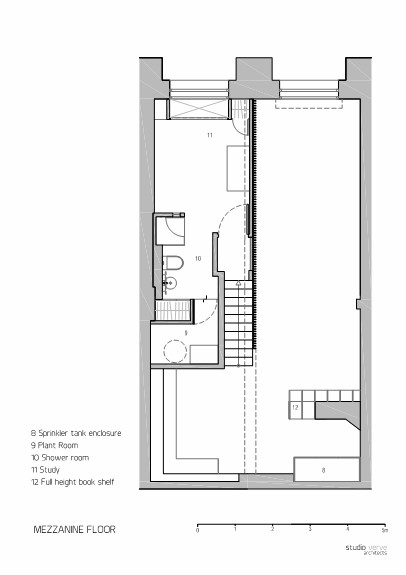 11
10
9
12
8
8 Sprinkler tank enclosure
9 Plant Room
10 Shower room
11 Study
12 Full height book shelf
MEZZANINE FLOOR
0 1 2 3 4 5m
studio verve
architects